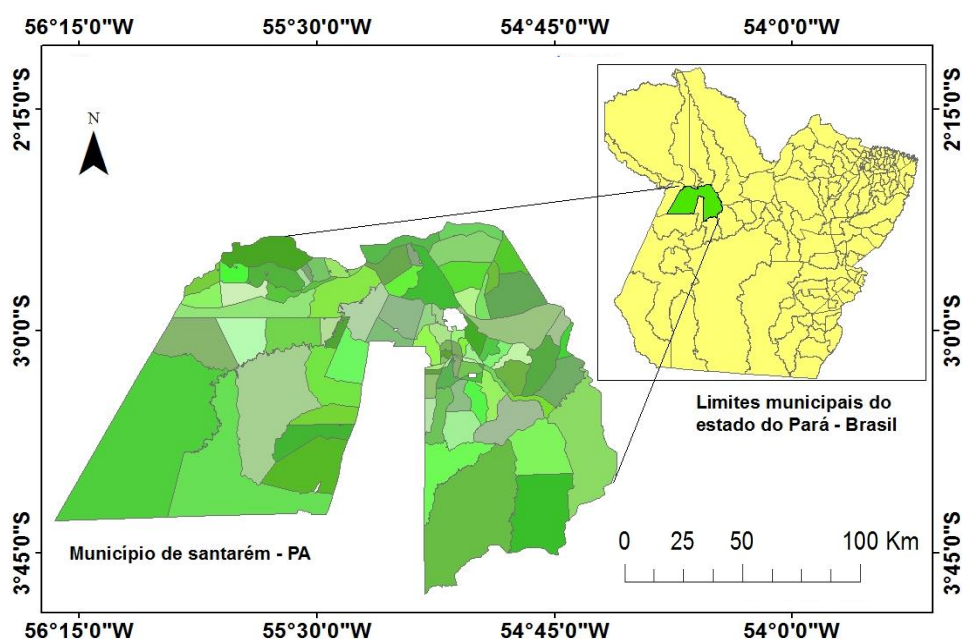 56°15'0"W 55°30'0"W 54°45'0"W 54°0'0"W
2°15'0"S
2°15'0"S
N
3°0'0"S
3°0'0"S
Limites municipais do
estado do Pará - Brasil
Município de santarém - PA
0 25 50 100 Km
3°45'0"S
3°45'0"S
56°15'0"W 55°30'0"W 54°45'0"W 54°0'0"W